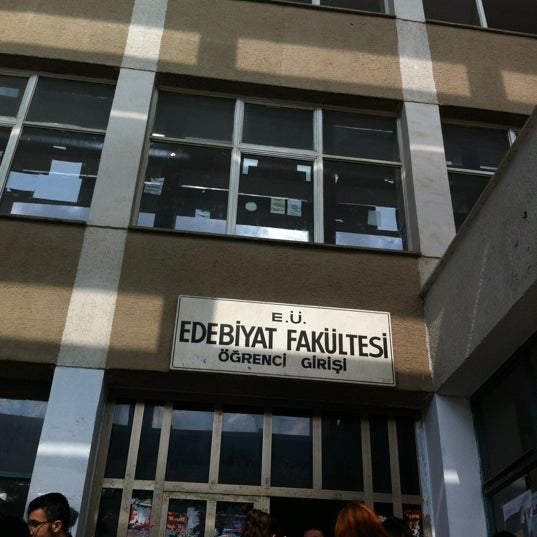 E.Ü.
EDEBİYAT FAKÜLTESİ
ÖĞRENCİ GİRİŞİ